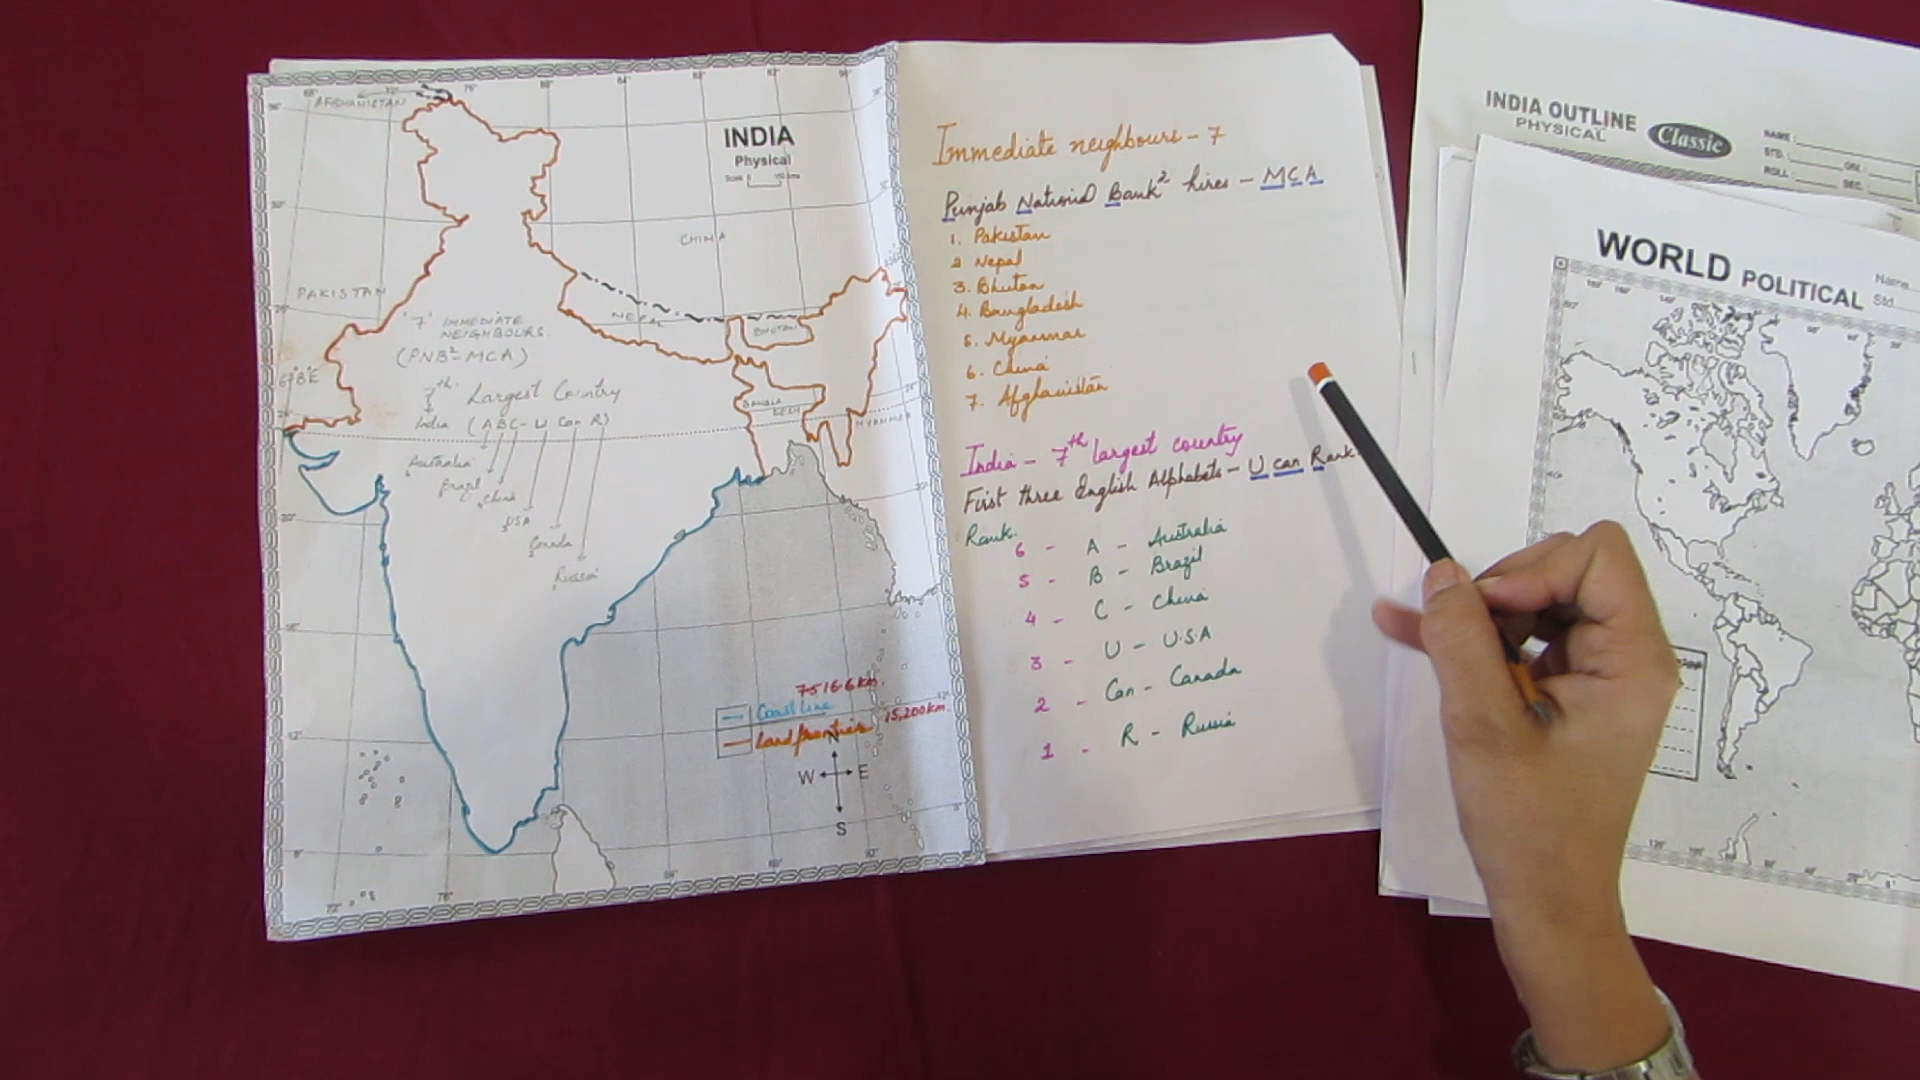 AFGHANISTAN
INDIA
Physical
CHINA
PAKISTAN
'7' IMMEDIATE
NEIGHBOURS.
(PNB²-MCA)
NEPAL
BHUTAN
7th Largest Country
India (ABC - U Can R)
Australia
Brazil
China
USA
Canada
Russia
BANGLA
DESH
MYANMAR
7516.6 km.
Coastline
15,200 km.
Land frontier
N
W E
S
Immediate neighbours - 7
Punjab National Bank² hires - MCA
1. Pakistan
2 Nepal
3. Bhutan
4. Bangladesh
5. Myanmar
6. China
7. Afghanistan
India - 7th largest country
First three English Alphabets - U can Rank.
Rank.
6 - A - Australia
5 - B - Brazil
4 - C - China
3 - U - U.S.A
2 - Can - Canada
1 - R - Russia
INDIA OUTLINE
PHYSICAL
Classic
NAME :
STD. :
DIV. :
ROLL :
SEC. :
WORLD POLITICAL
Name
Std.